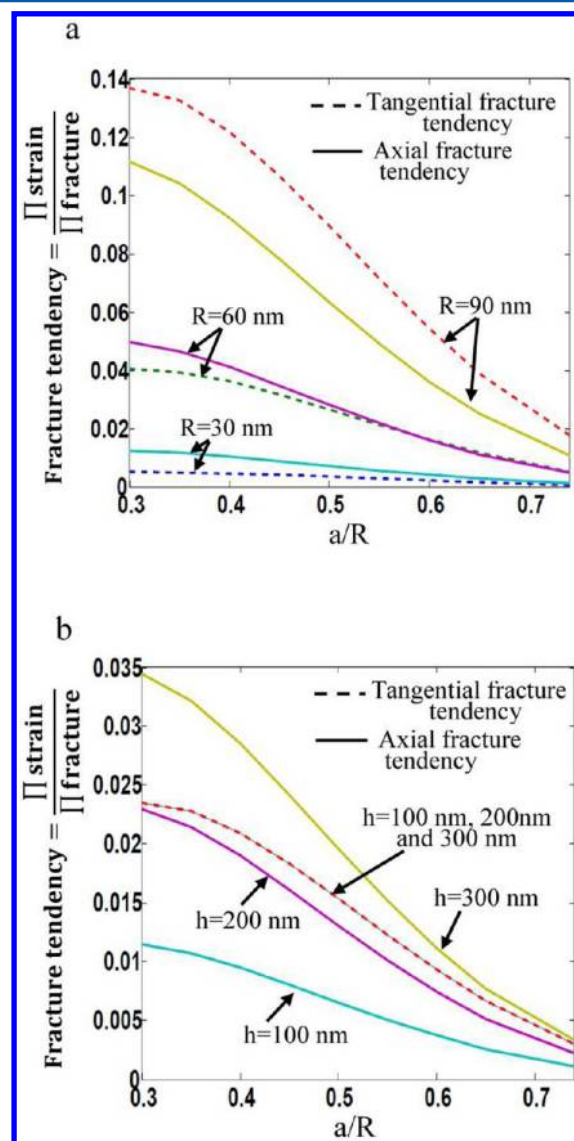 a
0.14
0.12
0.1
0.08
0.06
0.04
0.02
0
Fracture tendency = ∏ strain / ∏ fracture
Tangential fracture
tendency
Axial fracture
tendency
R=90 nm
R=60 nm
R=30 nm
0.3 0.4 0.5 0.6 0.7
a/R
b
0.035
0.03
0.025
0.02
0.015
0.01
0.005
0
Fracture tendency = ∏ strain / ∏ fracture
Tangential fracture
tendency
Axial fracture
tendency
h=100 nm, 200nm
and 300 nm
h=300 nm
h=200 nm
h=100 nm
0.3 0.4 0.5 0.6 0.7
a/R